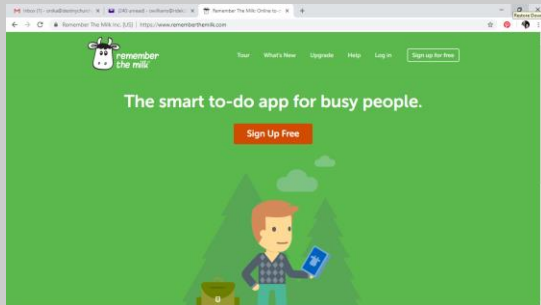 Remember The Milk Inc. [US] | https://www.rememberthemilk.com
remember
the milk
Tour What's New Upgrade Help Log in Sign up for free
The smart to-do app for busy people.
Sign Up Free